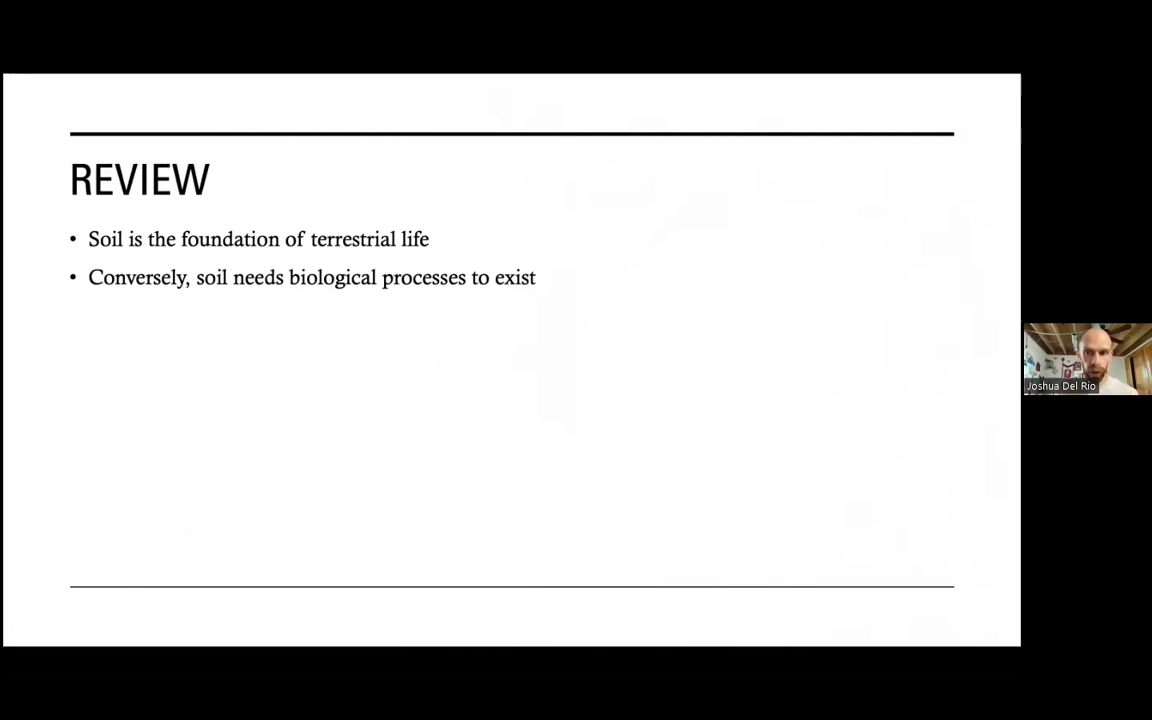 REVIEW
• Soil is the foundation of terrestrial life
• Conversely, soil needs biological processes to exist
Joshua Del Rio